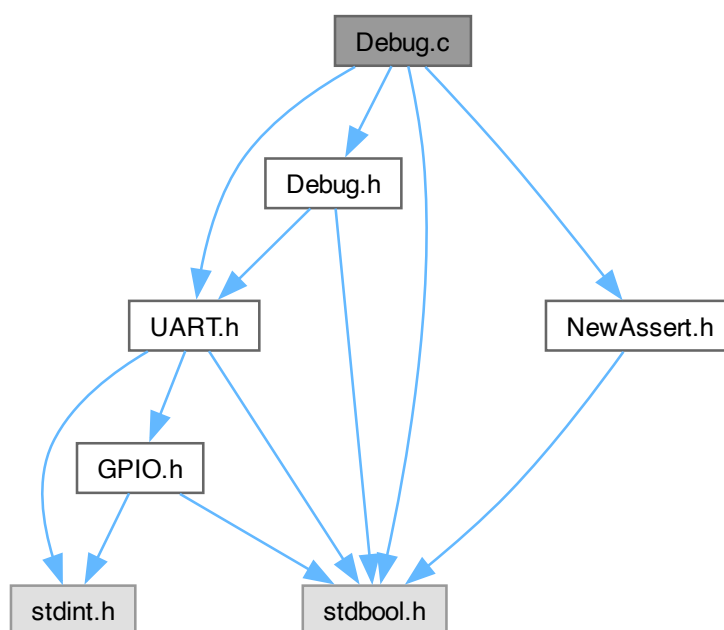 Debug.c
Debug.h
UART.h
NewAssert.h
GPIO.h
stdint.h
stdbool.h